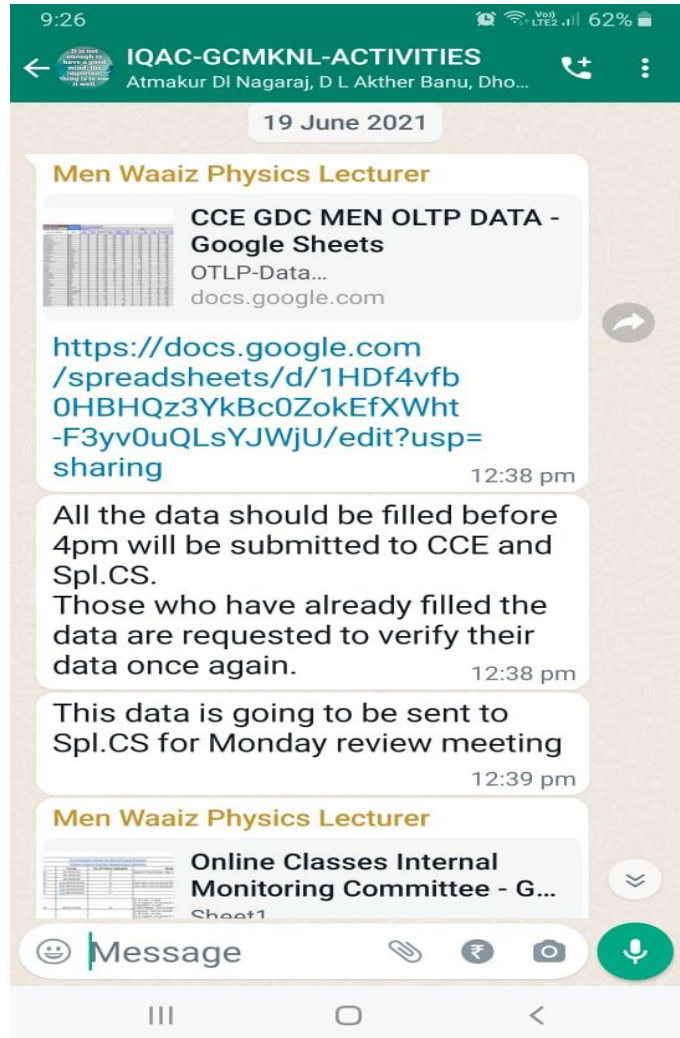 9:26
Vo)) LTE2 62%
IQAC-GCMKNL-ACTIVITIES
Atmakur Dl Nagaraj, D L Akther Banu, Dho...
19 June 2021
Men Waaiz Physics Lecturer
CCE GDC MEN OLTP DATA -
Google Sheets
OTLP-Data...
docs.google.com
https://docs.google.com
/spreadsheets/d/1HDf4vfb
0HBHQz3YkBc0ZokEfXWht
-F3yv0uQLsYJWjU/edit?usp=
sharing
12:38 pm
All the data should be filled before
4pm will be submitted to CCE and
Spl.CS.
Those who have already filled the
data are requested to verify their
data once again.
12:38 pm
This data is going to be sent to
Spl.CS for Monday review meeting
12:39 pm
Men Waaiz Physics Lecturer
Online Classes Internal
Monitoring Committee - G...
Sheet1
Message
₹